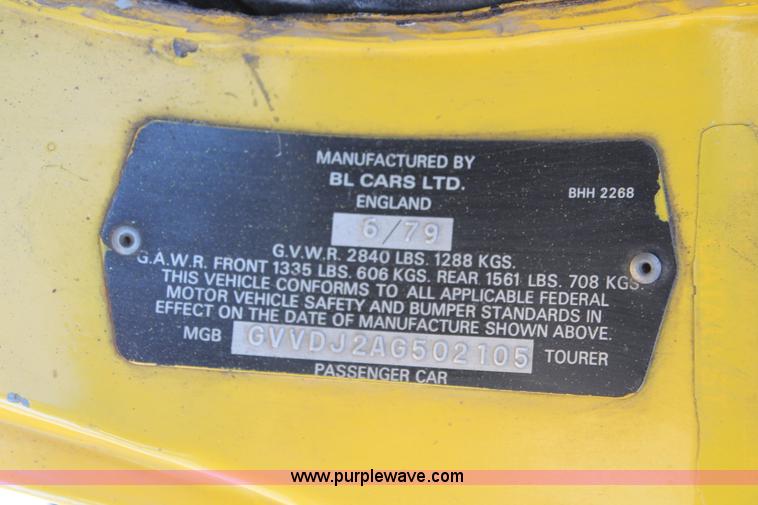 MANUFACTURED BY
BL CARS LTD.
ENGLAND
BHH 2268
6/79
G.V.W.R. 2840 LBS. 1288 KGS.
G.A.W.R. FRONT 1335 LBS. 606 KGS. REAR 1561 LBS. 708 KGS.
THIS VEHICLE CONFORMS TO ALL APPLICABLE FEDERAL
MOTOR VEHICLE SAFETY AND BUMPER STANDARDS IN
EFFECT ON THE DATE OF MANUFACTURE SHOWN ABOVE.
MGB GVVDJ2AG502105 TOURER
PASSENGER CAR
www.purplewave.com